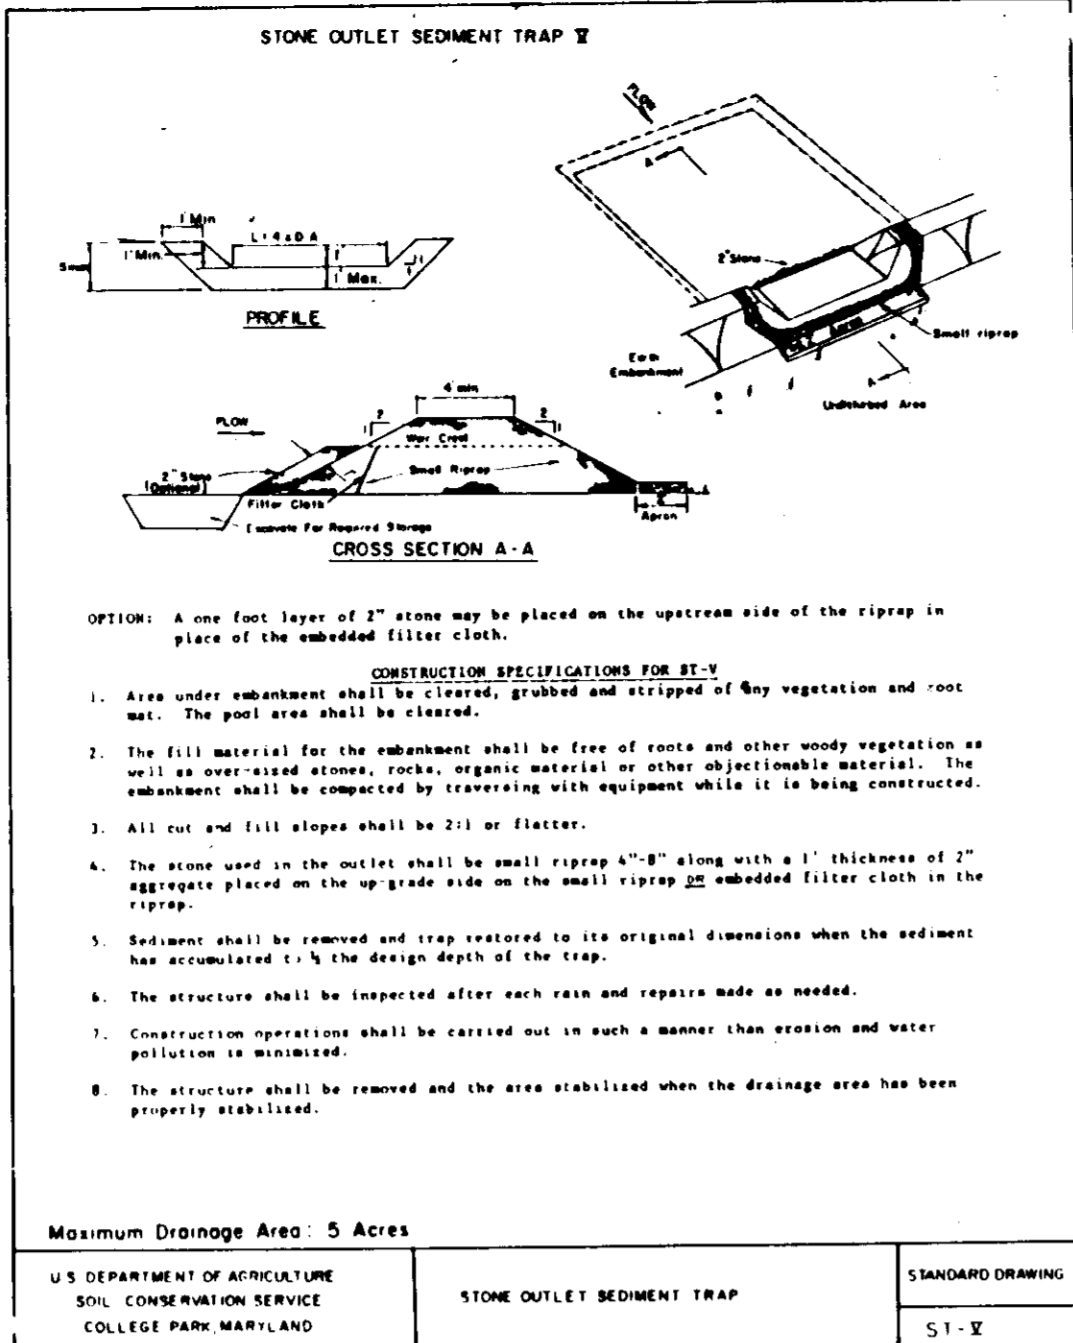 STONE OUTLET SEDIMENT TRAP V
FLOW
A
1' Min
L = 4 x D A
1' Min.
5' max
1'
1' Max.
PROFILE
2" Stone
Small riprap
Earth
Embankment
A
Undisturbed Area
4' min
FLOW
2
1
2
1
Weir Crest
Small Riprap
2" Stone
(Optional)
Filter Cloth
Apron
Excavate For Required Storage
CROSS SECTION A-A
OPTION: A one foot layer of 2" stone may be placed on the upstream side of the riprap in
place of the embedded filter cloth.
CONSTRUCTION SPECIFICATIONS FOR ST-V
1. Area under embankment shall be cleared, grubbed and stripped of any vegetation and root
mat. The pool area shall be cleared.
2. The fill material for the embankment shall be free of roots and other woody vegetation as
well as over-sized stones, rocks, organic material or other objectionable material. The
embankment shall be compacted by traversing with equipment while it is being constructed.
3. All cut and fill slopes shall be 2:1 or flatter.
4. The stone used in the outlet shall be small riprap 4"-8" along with a 1' thickness of 2"
aggregate placed on the up-grade side on the small riprap OR embedded filter cloth in the
riprap.
5. Sediment shall be removed and trap restored to its original dimensions when the sediment
has accumulated to the design depth of the trap.
6. The structure shall be inspected after each rain and repairs made as needed.
7. Construction operations shall be carried out in such a manner than erosion and water
pollution is minimized.
8. The structure shall be removed and the area stabilized when the drainage area has been
properly stabilized.
Maximum Drainage Area: 5 Acres
U S DEPARTMENT OF AGRICULTURE
SOIL CONSERVATION SERVICE
COLLEGE PARK, MARYLAND
STONE OUTLET SEDIMENT TRAP
STANDARD DRAWING
ST-V